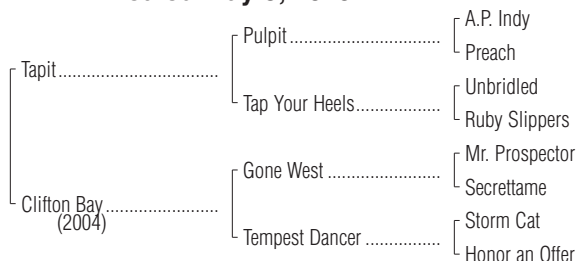 A.P. Indy
Pulpit
Preach
Tapit
Unbridled
Tap Your Heels
Ruby Slippers
Mr. Prospector
Gone West
Secrettame
Clifton Bay
(2004)
Storm Cat
Tempest Dancer
Honor an Offer